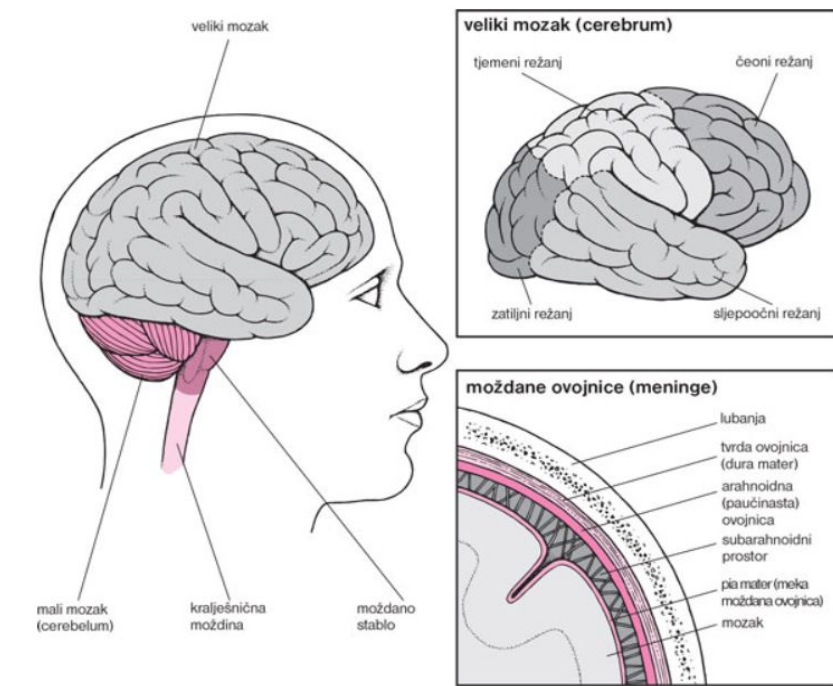 veliki mozak
mali mozak
(cerebelum)
kralješnična
moždina
moždano
stablo
veliki mozak (cerebrum)
tjemeni režanj
čeoni režanj
zatiljni režanj
sljepoočni režanj
moždane ovojnice (meninge)
lubanja
tvrda ovojnica
(dura mater)
arahnoidna
(paučinasta)
ovojnica
subarahnoidni
prostor
pia mater (meka
moždana ovojnica)
mozak